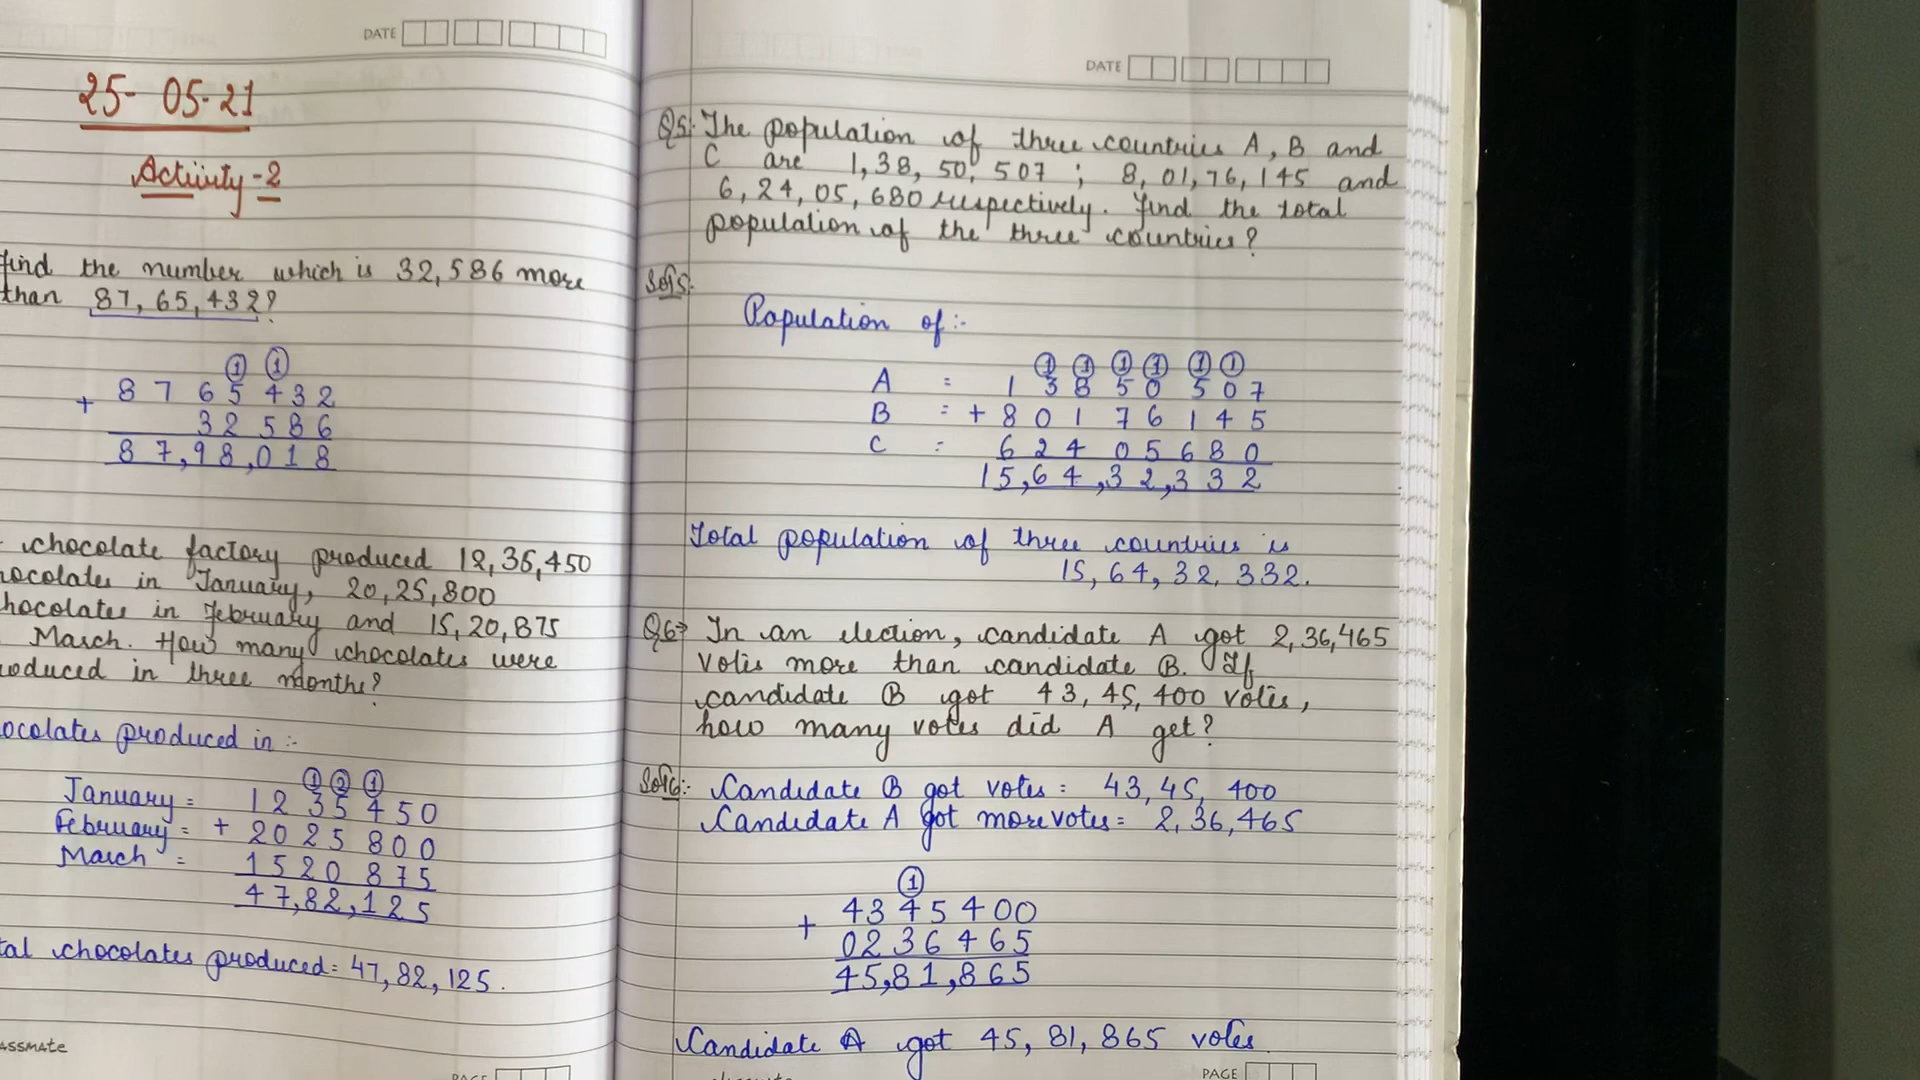 DATE
25-05-21
Activity-2
find the number which is 32,586 more
than 87,65,432?
1 1
8 7 6 5 4 3 2
+ 3 2 5 8 6
8 7,9 8,0 1 8
chocolate factory produced 12,35,450
hocolates in January, 20,25,800
hocolates in February and 15,20,875
March. How many chocolates were
roduced in three months?
ocolates produced in :-
1 2 1
January = 1 2 3 5 4 5 0
February = + 2 0 2 5 8 0 0
March = 1 5 2 0 8 7 5
4 7,8 2,1 2 5
tal chocolates produced = 47,82,125.
ASSMATE
PAGE
DATE
Q5: The population of three countries A, B and
C are 1,38,50,507 ; 8,01,76,145 and
6,24,05,680 respectively. find the total
population of the three countries?
Sol5:
Population of :-
1 1 1 1 1 1
A = 1 3 8 5 0 5 0 7
B = + 8 0 1 7 6 1 4 5
C = 6 2 4 0 5 6 8 0
15,6 4,3 2,3 3 2
Total population of three countries is
15,64,32,332.
Q6 In an election, candidate A got 2,36,465
votes more than candidate B. If
candidate B got 43,45,400 votes,
how many votes did A get?
Sol6:- Candidate B got votes = 43,45,400
Candidate A got more votes = 2,36,465
1
4 3 4 5 4 0 0
+ 0 2 3 6 4 6 5
4 5,8 1,8 6 5
Candidate A got 45,81,865 votes
PAGE